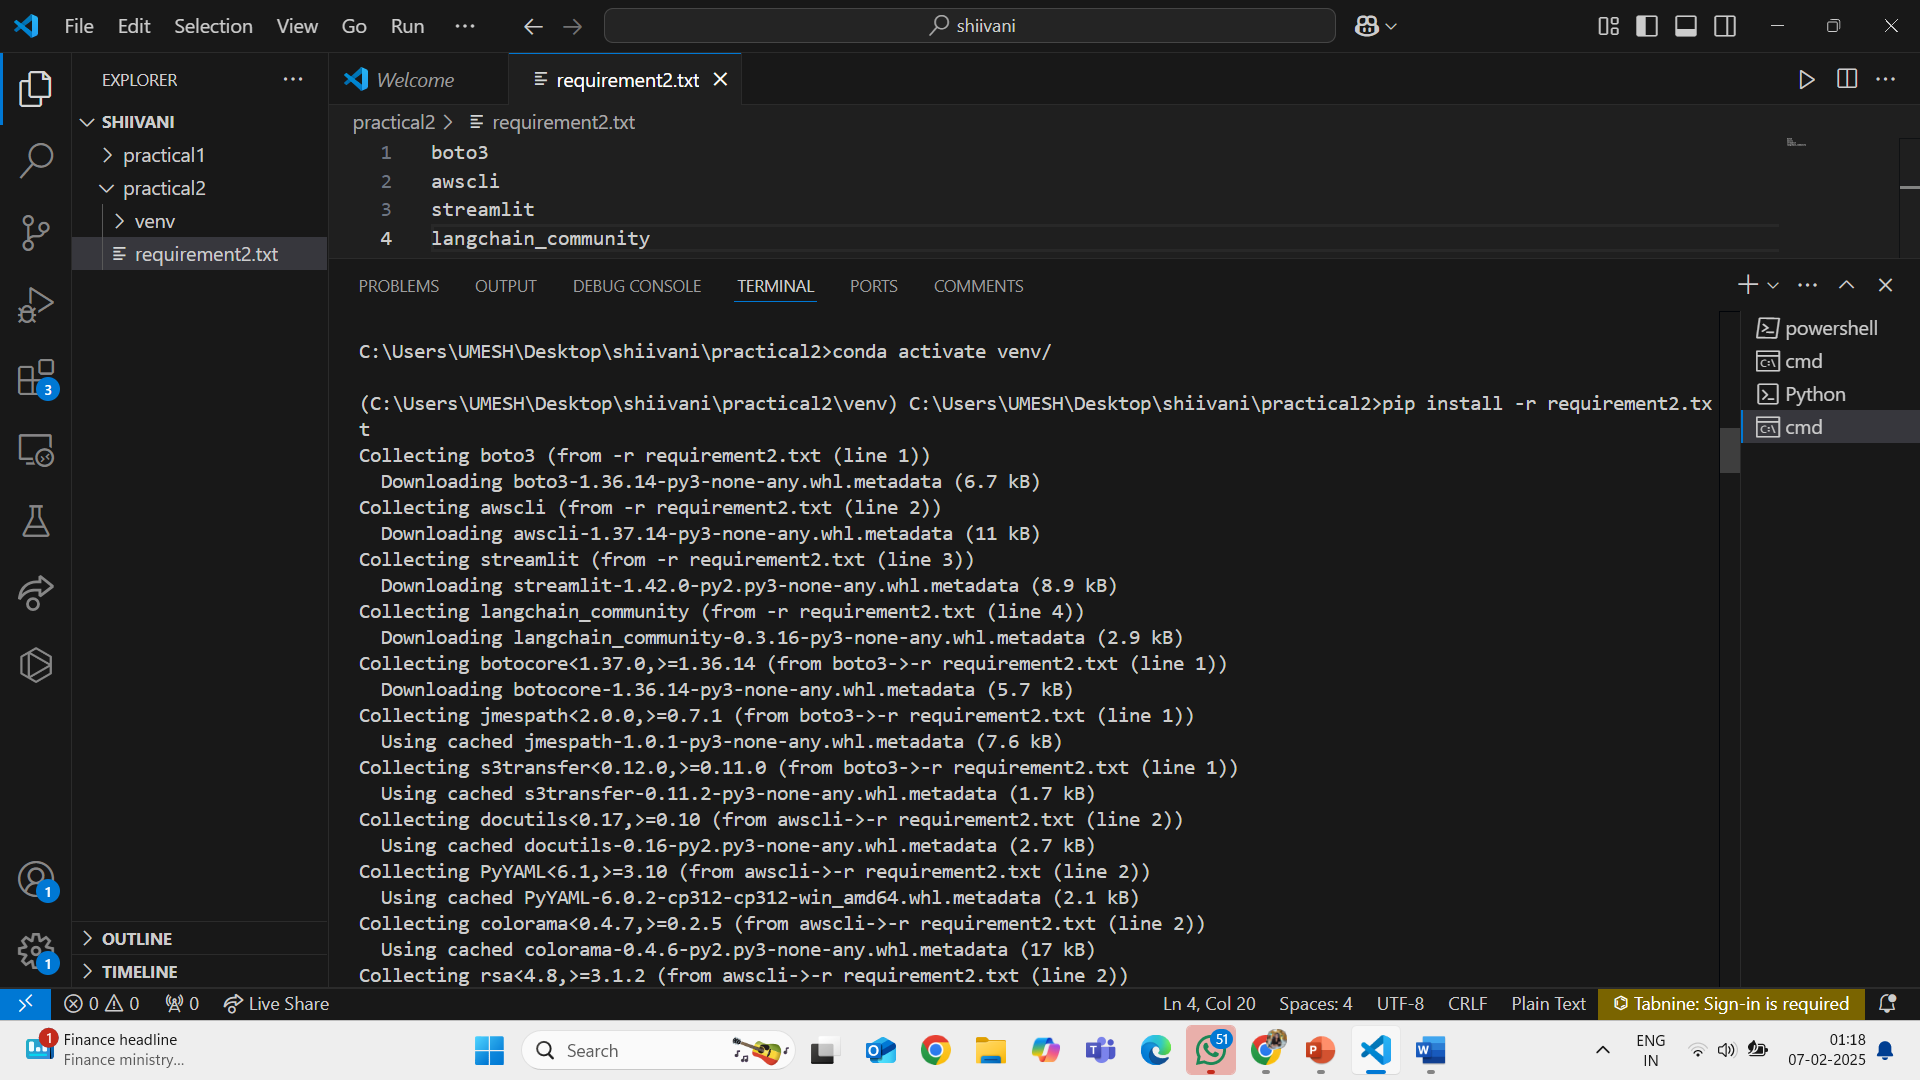 File Edit Selection View Go Run ...
shiivani
EXPLORER
SHIIVANI
practical1
practical2
venv
requirement2.txt
OUTLINE
TIMELINE
Welcome
requirement2.txt
practical2 > requirement2.txt
1 boto3
2 awscli
3 streamlit
4 langchain_community
PROBLEMS OUTPUT DEBUG CONSOLE TERMINAL PORTS COMMENTS
C:\Users\UMESH\Desktop\shiivani\practical2>conda activate venv/
(C:\Users\UMESH\Desktop\shiivani\practical2\venv) C:\Users\UMESH\Desktop\shiivani\practical2>pip install -r requirement2.tx
t
Collecting boto3 (from -r requirement2.txt (line 1))
Downloading boto3-1.36.14-py3-none-any.whl.metadata (6.7 kB)
Collecting awscli (from -r requirement2.txt (line 2))
Downloading awscli-1.37.14-py3-none-any.whl.metadata (11 kB)
Collecting streamlit (from -r requirement2.txt (line 3))
Downloading streamlit-1.42.0-py2.py3-none-any.whl.metadata (8.9 kB)
Collecting langchain_community (from -r requirement2.txt (line 4))
Downloading langchain_community-0.3.16-py3-none-any.whl.metadata (2.9 kB)
Collecting botocore<1.37.0,>=1.36.14 (from boto3->-r requirement2.txt (line 1))
Downloading botocore-1.36.14-py3-none-any.whl.metadata (5.7 kB)
Collecting jmespath<2.0.0,>=0.7.1 (from boto3->-r requirement2.txt (line 1))
Using cached jmespath-1.0.1-py3-none-any.whl.metadata (7.6 kB)
Collecting s3transfer<0.12.0,>=0.11.0 (from boto3->-r requirement2.txt (line 1))
Using cached s3transfer-0.11.2-py3-none-any.whl.metadata (1.7 kB)
Collecting docutils<0.17,>=0.10 (from awscli->-r requirement2.txt (line 2))
Using cached docutils-0.16-py2.py3-none-any.whl.metadata (2.7 kB)
Collecting PyYAML<6.1,>=3.10 (from awscli->-r requirement2.txt (line 2))
Using cached PyYAML-6.0.2-cp312-cp312-win_amd64.whl.metadata (2.1 kB)
Collecting colorama<0.4.7,>=0.2.5 (from awscli->-r requirement2.txt (line 2))
Using cached colorama-0.4.6-py2.py3-none-any.whl.metadata (17 kB)
Collecting rsa<4.8,>=3.1.2 (from awscli->-r requirement2.txt (line 2))
powershell
cmd
Python
cmd
3
1
1
0 0 0 Live Share
Ln 4, Col 20 Spaces: 4 UTF-8 CRLF Plain Text Tabnine: Sign-in is required
1
Finance headline
Finance ministry...
Search
51
ENG
IN
01:18
07-02-2025